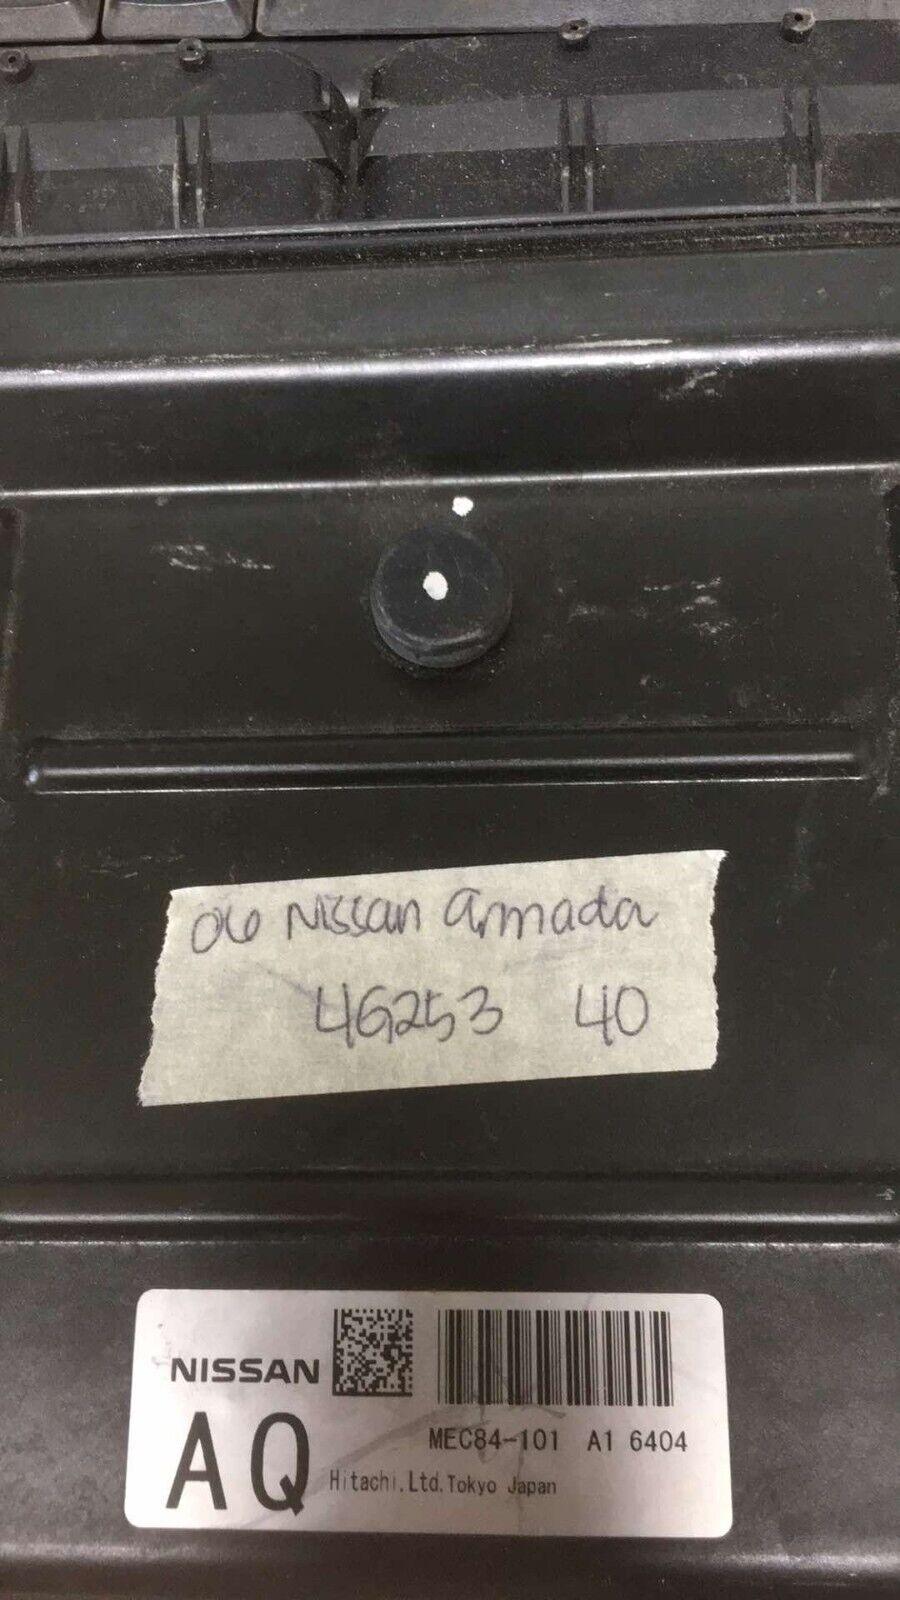 06 Nissan Armada
46253 40
NISSAN
MEC84-101 A1 6404
AQ
Hitachi.Ltd.Tokyo Japan